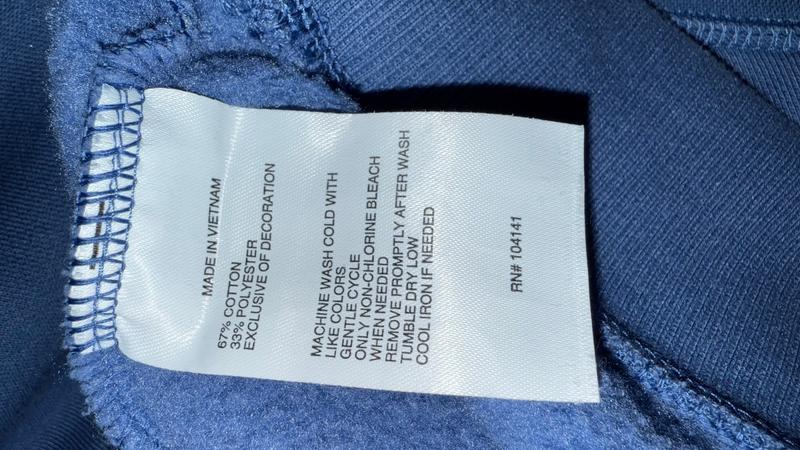 MADE IN VIETNAM
67% COTTON
33% POLYESTER
EXCLUSIVE OF DECORATION
MACHINE WASH COLD WITH
LIKE COLORS
GENTLE CYCLE
ONLY NON-CHLORINE BLEACH
WHEN NEEDED
REMOVE PROMPTLY AFTER WASH
TUMBLE DRY LOW
COOL IRON IF NEEDED
RN# 104141